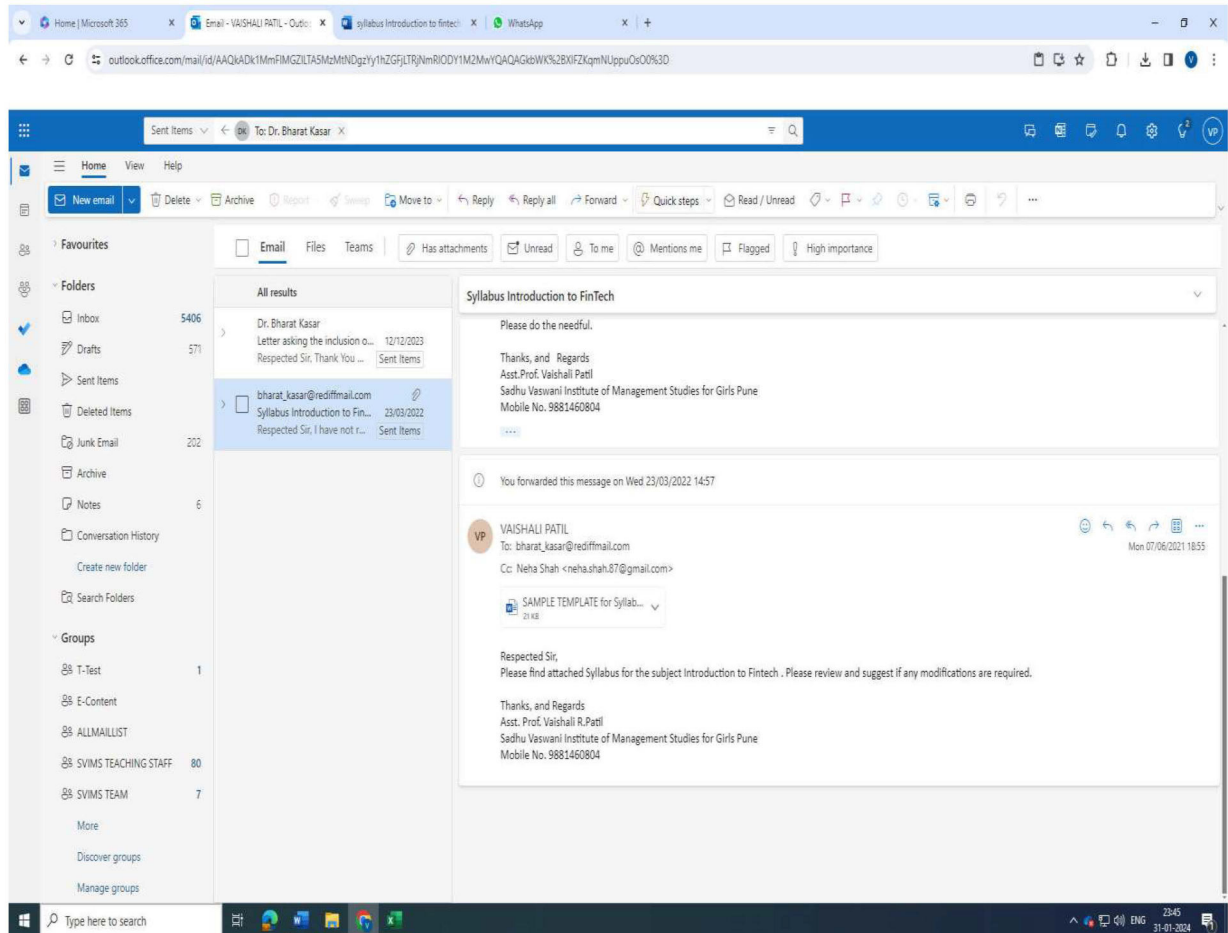 Home | Microsoft 365
Email - VAISHALI PATIL - Outlo
syllabus Introduction to fintech
WhatsApp
Sent Items
DK To: Dr. Bharat Kasar
2
VP
Home View Help
New email Delete Archive Report Sweep Move to Reply Reply all Forward Quick steps Read / Unread
Favourites
Email Files Teams Has attachments Unread To me Mentions me Flagged High importance
Folders
Inbox 5406
Drafts 571
Sent Items
Deleted Items
Junk Email 202
Archive
Notes 6
Conversation History
Create new folder
Search Folders
Groups
T-Test 1
E-Content
ALLMAILLIST
SVIMS TEACHING STAFF 80
SVIMS TEAM 7
More
Discover groups
Manage groups
All results
Dr. Bharat Kasar
Letter asking the inclusion o... 12/12/2023
Respected Sir, Thank You ... Sent Items
bharat_kasar@rediffmail.com
Syllabus Introduction to Fin... 23/03/2022
Respected Sir, I have not r... Sent Items
Syllabus Introduction to FinTech
Please do the needful.
Thanks, and Regards
Asst.Prof. Vaishali Patil
Sadhu Vaswani Institute of Management Studies for Girls Pune
Mobile No. 9881460804
You forwarded this message on Wed 23/03/2022 14:57
VP VAISHALI PATIL
To: bharat_kasar@rediffmail.com
Mon 07/06/2021 18:55
Cc: Neha Shah <neha.shah.87@gmail.com>
SAMPLE TEMPLATE for Syllab...
21 KB
Respected Sir,
Please find attached Syllabus for the subject Introduction to Fintech . Please review and suggest if any modifications are required.
Thanks, and Regards
Asst. Prof. Vaishali R.Patil
Sadhu Vaswani Institute of Management Studies for Girls Pune
Mobile No. 9881460804
Type here to search
ENG
23:45
31-01-2024